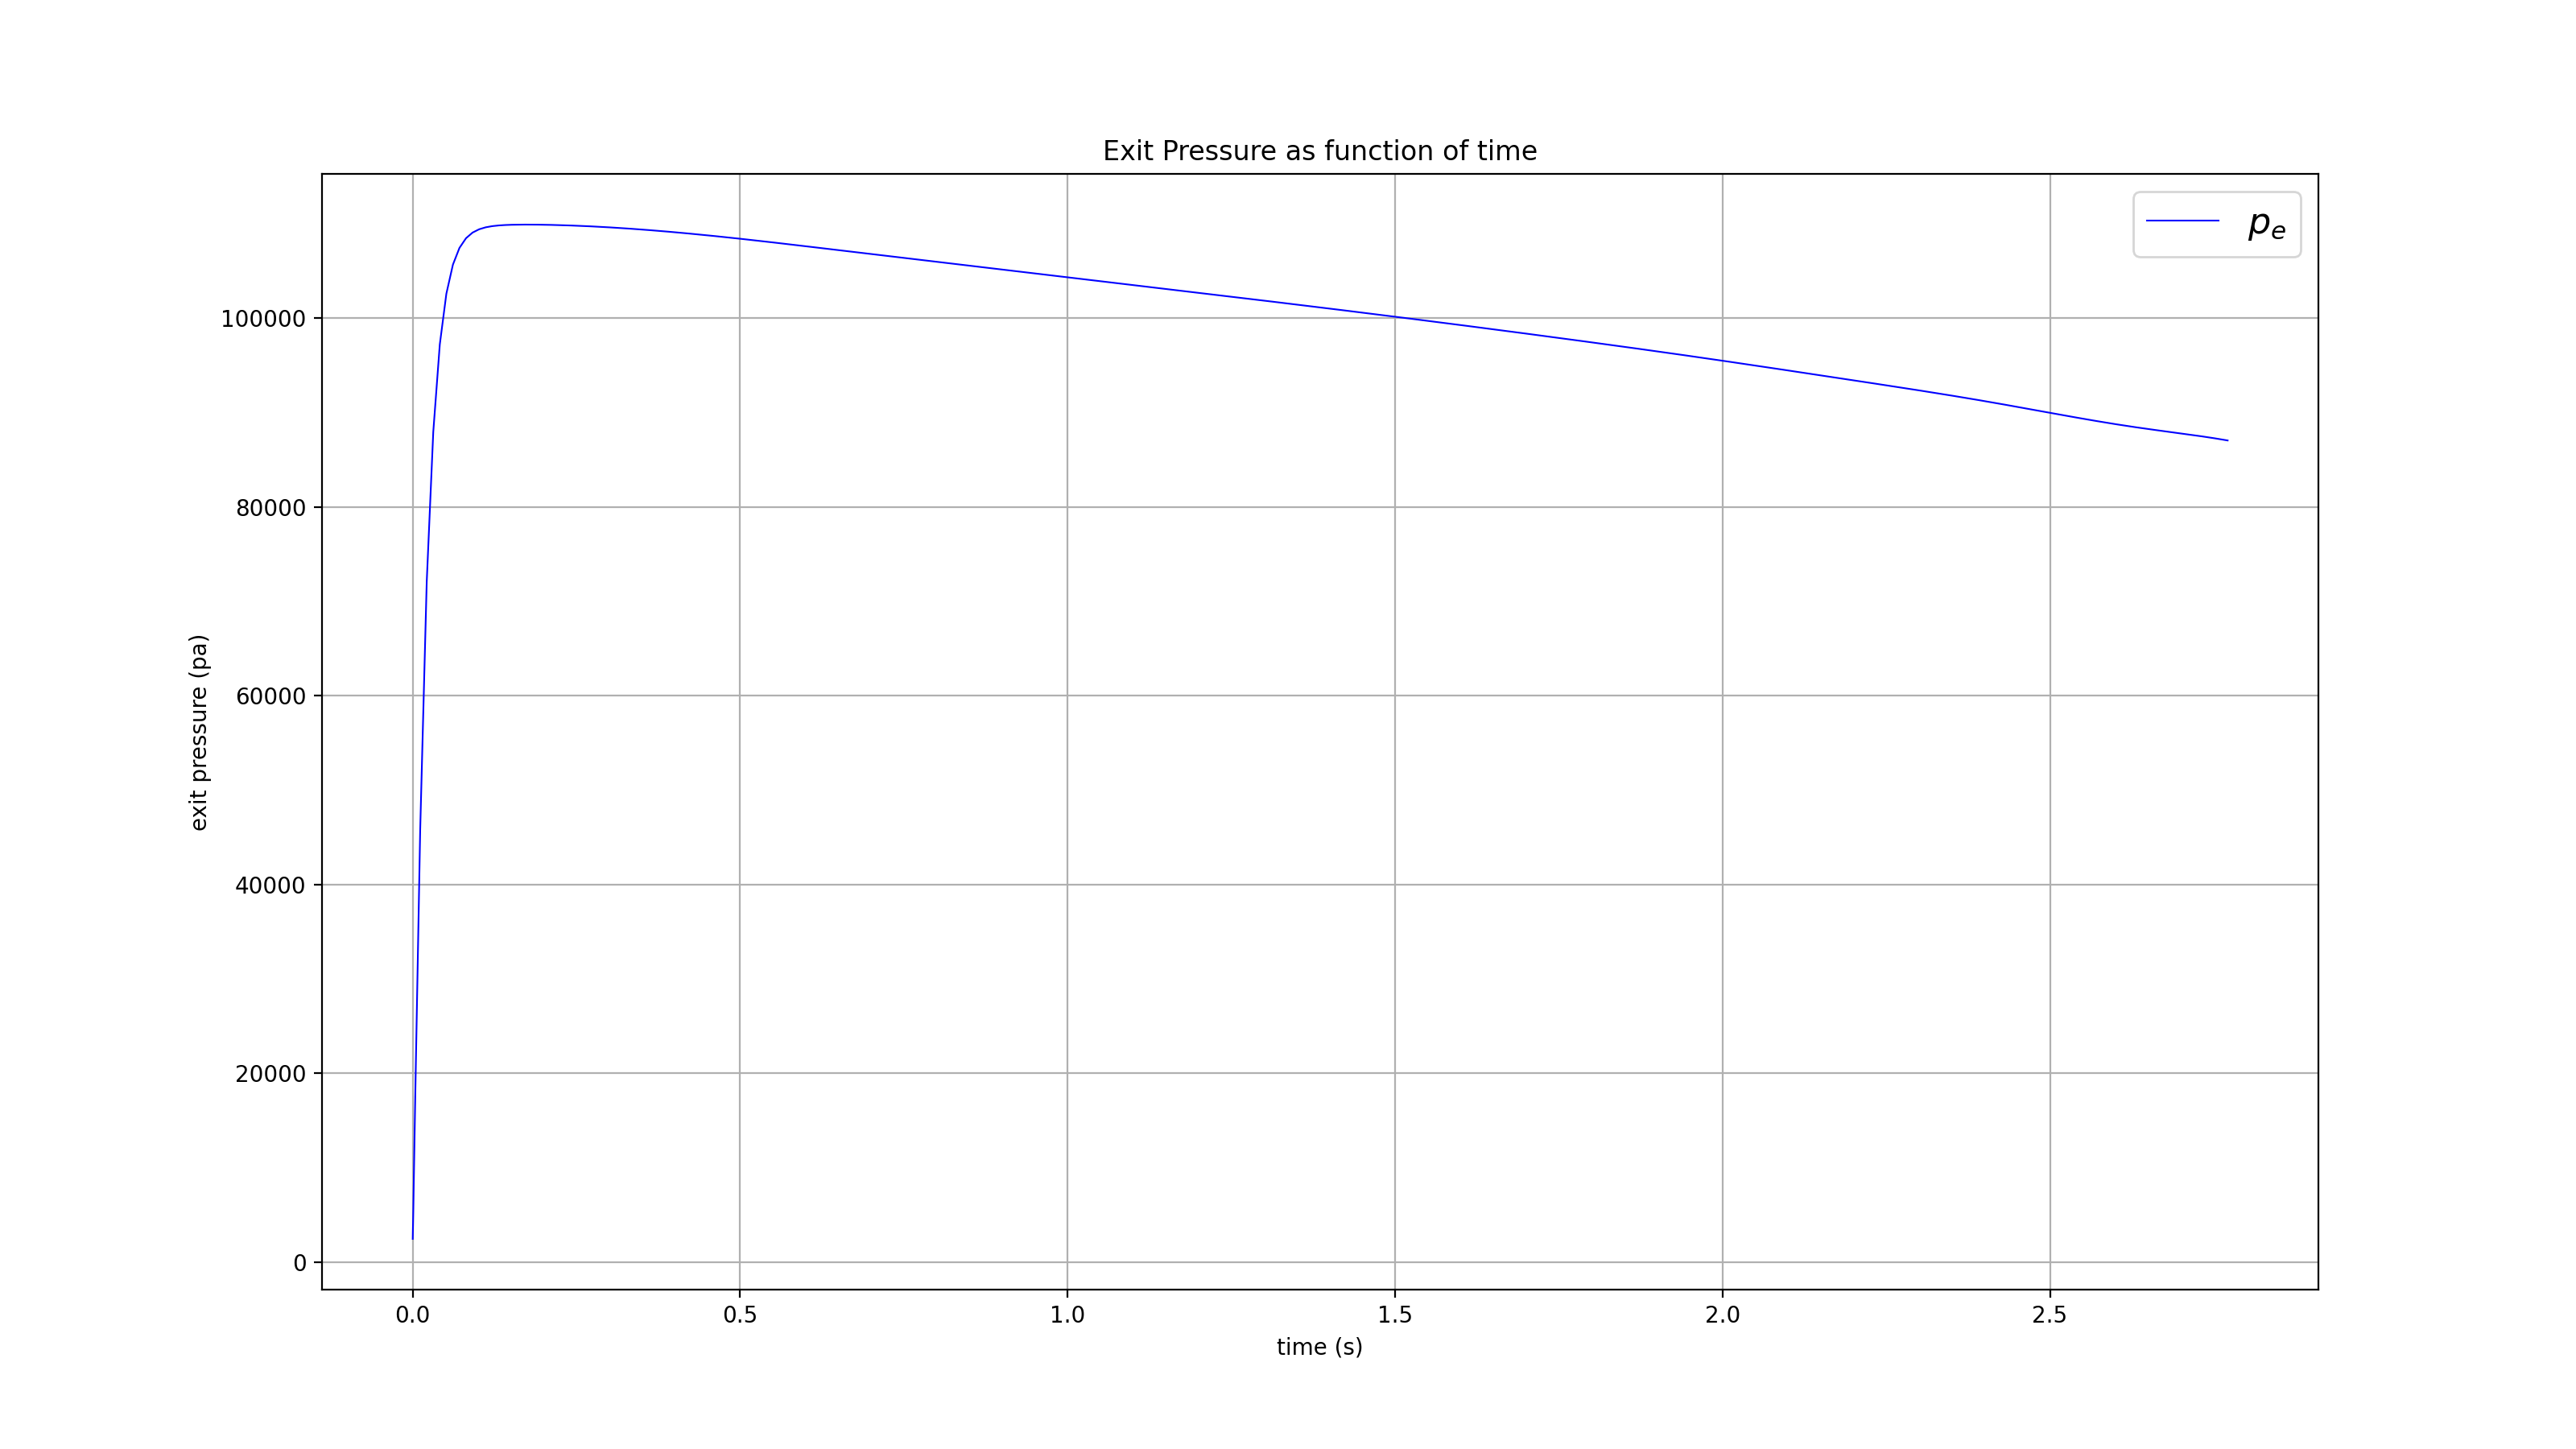 Exit Pressure as function of time
pₑ
100000
80000
60000
40000
20000
0
exit pressure (pa)
0.0 0.5 1.0 1.5 2.0 2.5
time (s)